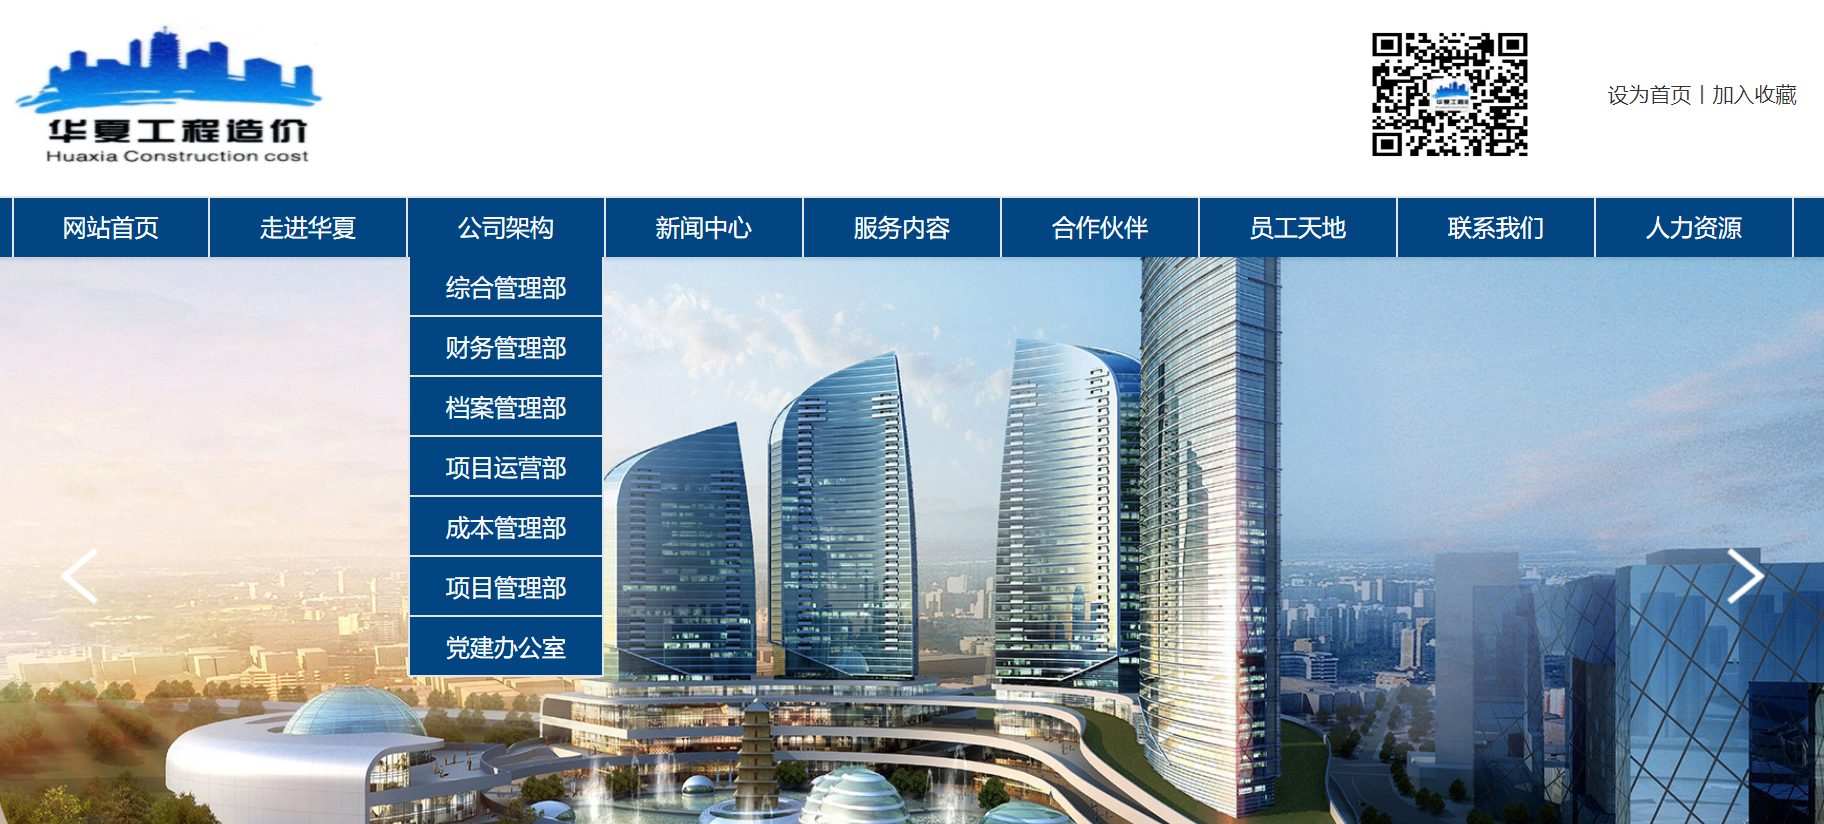 华夏工程造价
Huaxia Construction cost
设为首页丨加入收藏
网站首页 走进华夏 公司架构 新闻中心 服务内容 合作伙伴 员工天地 联系我们 人力资源
综合管理部
财务管理部
档案管理部
项目运营部
成本管理部
项目管理部
党建办公室